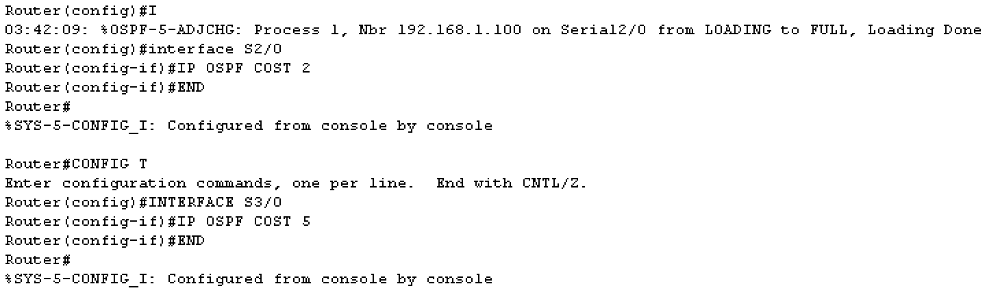 Router(config)#I
03:42:09: %OSPF-5-ADJCHG: Process 1, Nbr 192.168.1.100 on Serial2/0 from LOADING to FULL, Loading Done
Router(config)#interface S2/0
Router(config-if)#IP OSPF COST 2
Router(config-if)#END
Router#
%SYS-5-CONFIG_I: Configured from console by console

Router#CONFIG T
Enter configuration commands, one per line.  End with CNTL/Z.
Router(config)#INTERFACE S3/0
Router(config-if)#IP OSPF COST 5
Router(config-if)#END
Router#
%SYS-5-CONFIG_I: Configured from console by console